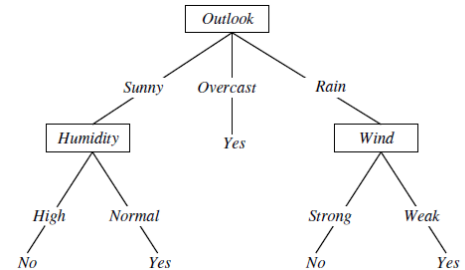 Outlook
Sunny Overcast Rain
Humidity Yes Wind
High Normal Strong Weak
No Yes No Yes